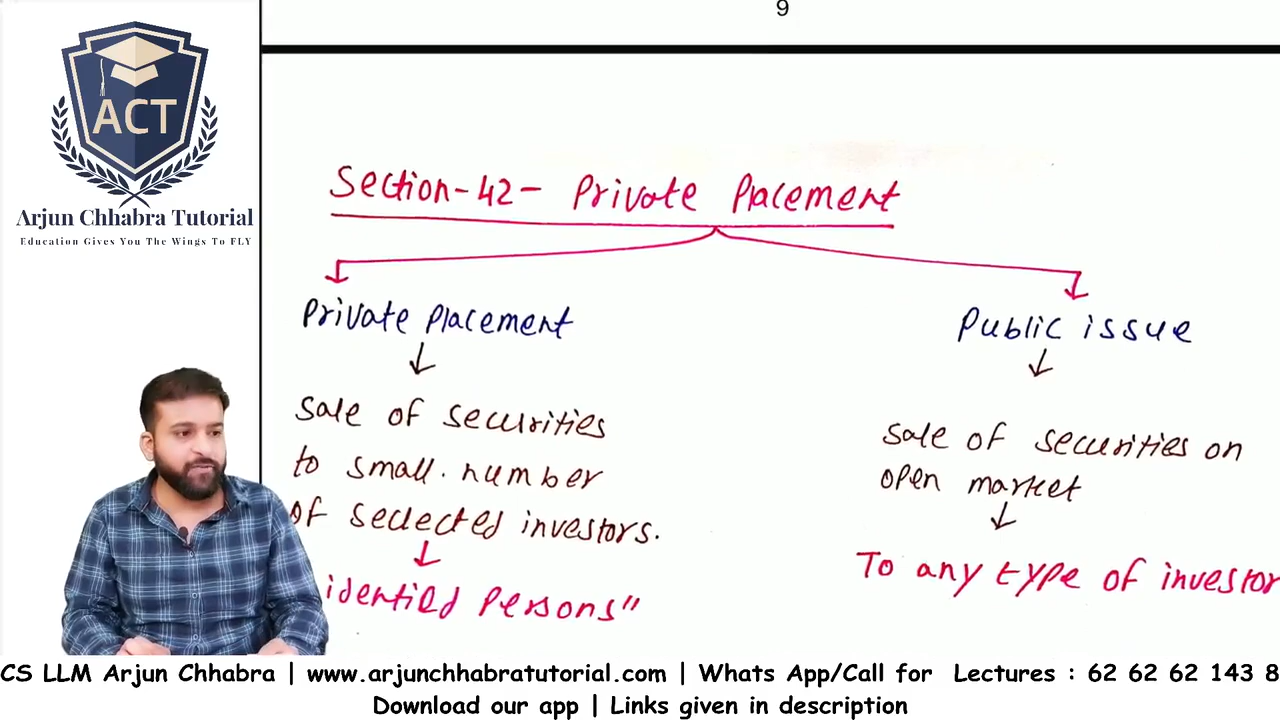 9
ACT
Arjun Chhabra Tutorial
Education Gives You The Wings To FLY
Section-42- Private Placement
Private Placement
Public issue
Sale of securities
to small. number
of selected investors.
identified Persons"
Sale of securities on
open market
To any type of investor
CS LLM Arjun Chhabra | www.arjunchhabratutorial.com | Whats App/Call for Lectures : 62 62 62 143 8
Download our app | Links given in description